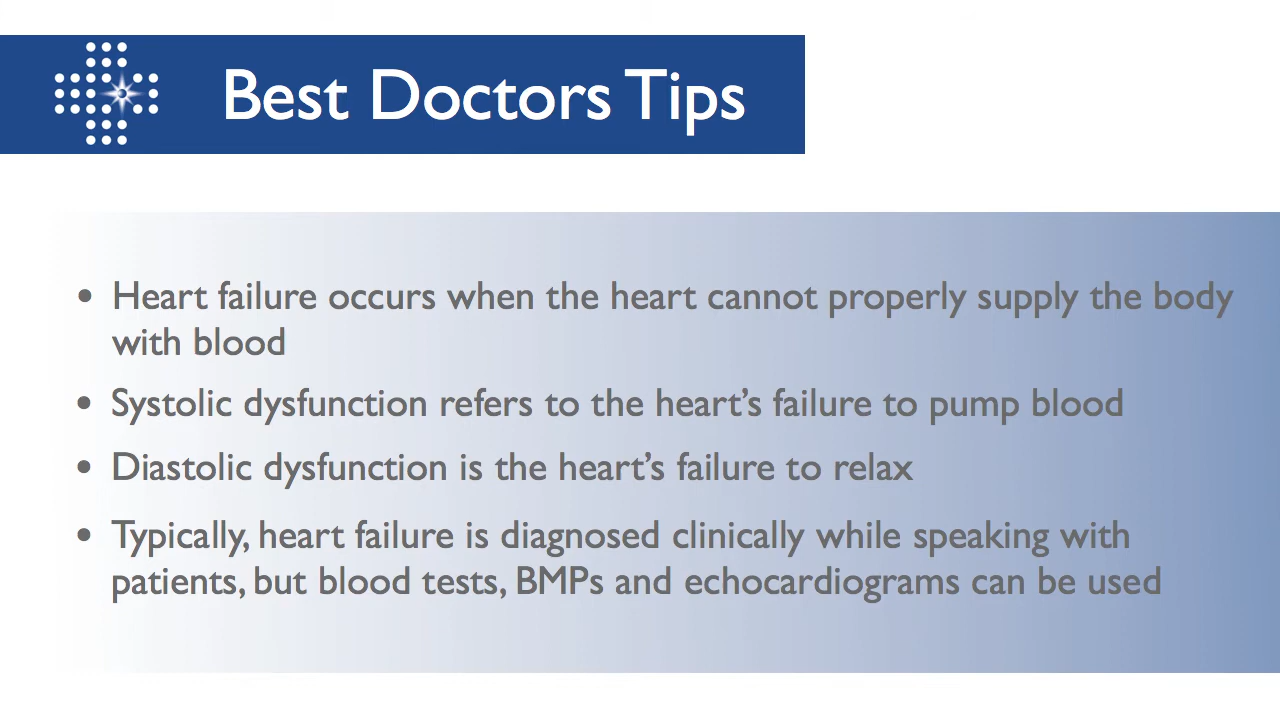 Best Doctors Tips
• Heart failure occurs when the heart cannot properly supply the body
with blood
• Systolic dysfunction refers to the heart’s failure to pump blood
• Diastolic dysfunction is the heart’s failure to relax
• Typically, heart failure is diagnosed clinically while speaking with
patients, but blood tests, BMPs and echocardiograms can be used